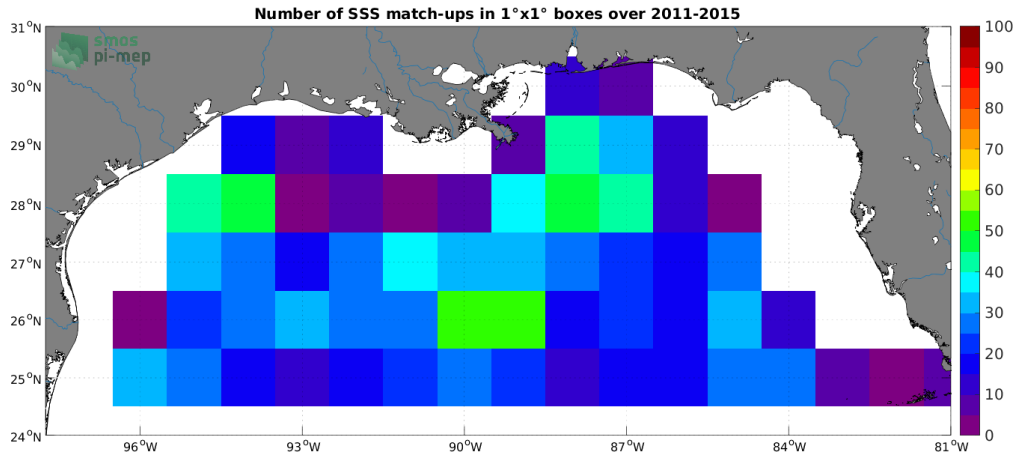 Number of SSS match-ups in 1°x1° boxes over 2011-2015
smos
pi-mep
31°N
30°N
29°N
28°N
27°N
26°N
25°N
24°N
96°W
93°W
90°W
87°W
84°W
81°W
100
90
80
70
60
50
40
30
20
10
0